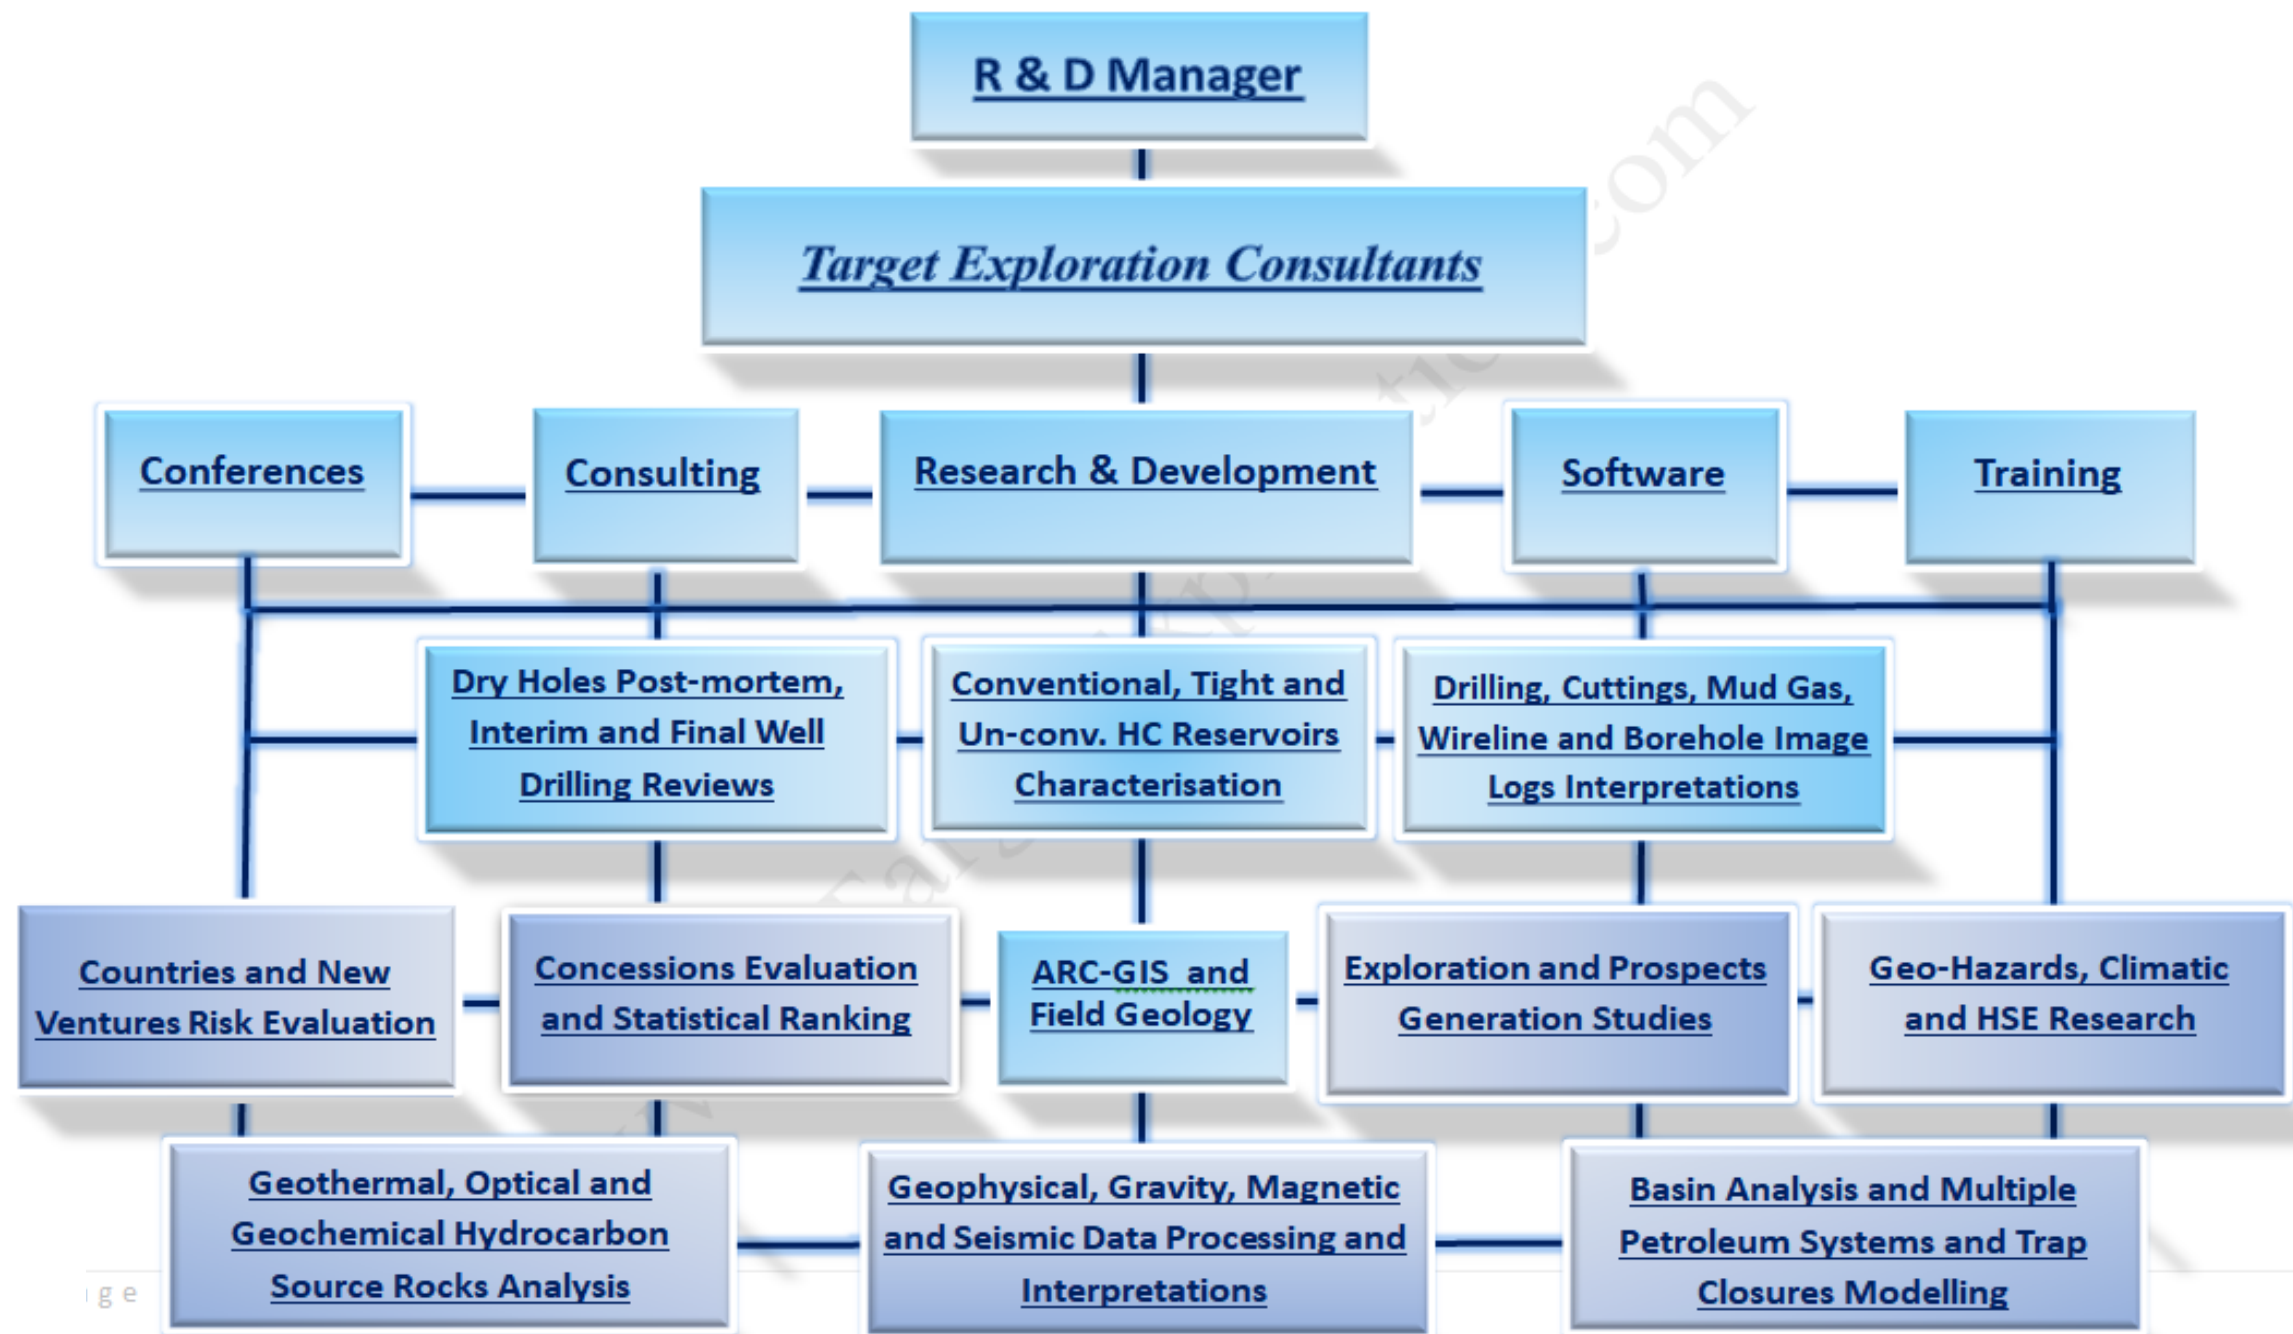 R & D Manager
Target Exploration Consultants
Conferences
Consulting
Research & Development
Software
Training
Dry Holes Post-mortem,
Interim and Final Well
Drilling Reviews
Conventional, Tight and
Un-conv. HC Reservoirs
Characterisation
Drilling, Cuttings, Mud Gas,
Wireline and Borehole Image
Logs Interpretations
Countries and New
Ventures Risk Evaluation
Concessions Evaluation
and Statistical Ranking
ARC-GIS and
Field Geology
Exploration and Prospects
Generation Studies
Geo-Hazards, Climatic
and HSE Research
Geothermal, Optical and
Geochemical Hydrocarbon
Source Rocks Analysis
Geophysical, Gravity, Magnetic
and Seismic Data Processing and
Interpretations
Basin Analysis and Multiple
Petroleum Systems and Trap
Closures Modelling